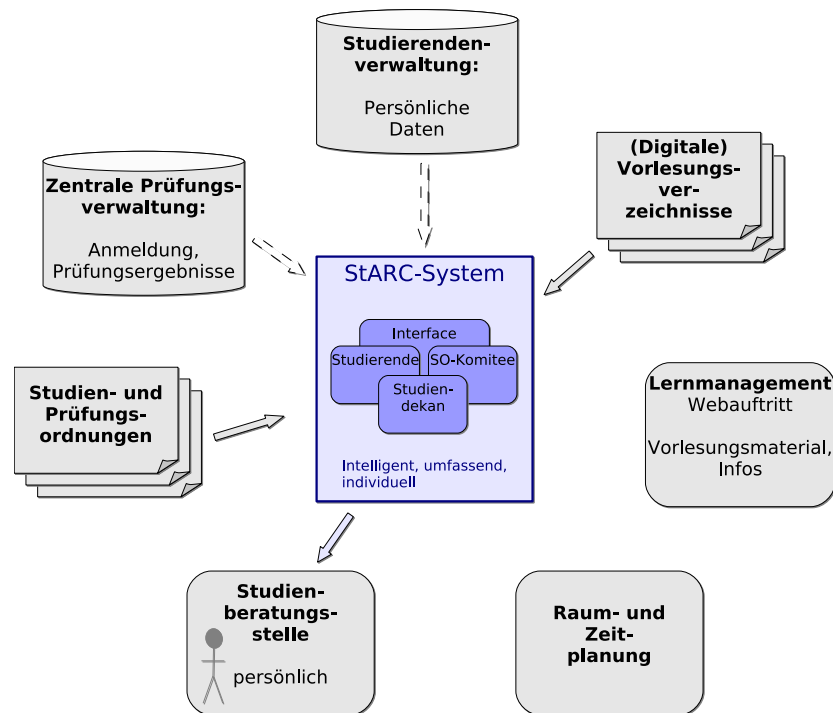 Studierenden-
verwaltung:
Persönliche
Daten
(Digitale)
Vorlesungs-
ver-
zeichnisse
Zentrale Prüfungs-
verwaltung:
Anmeldung,
Prüfungsergebnisse
StARC-System
Interface
Studierende
SO-Komitee
Studien-
dekan
Intelligent, umfassend,
individuell
Studien- und
Prüfungs-
ordnungen
Lernmanagement
Webauftritt
Vorlesungsmaterial,
Infos
Studien-
beratungs-
stelle
persönlich
Raum- und
Zeit-
planung